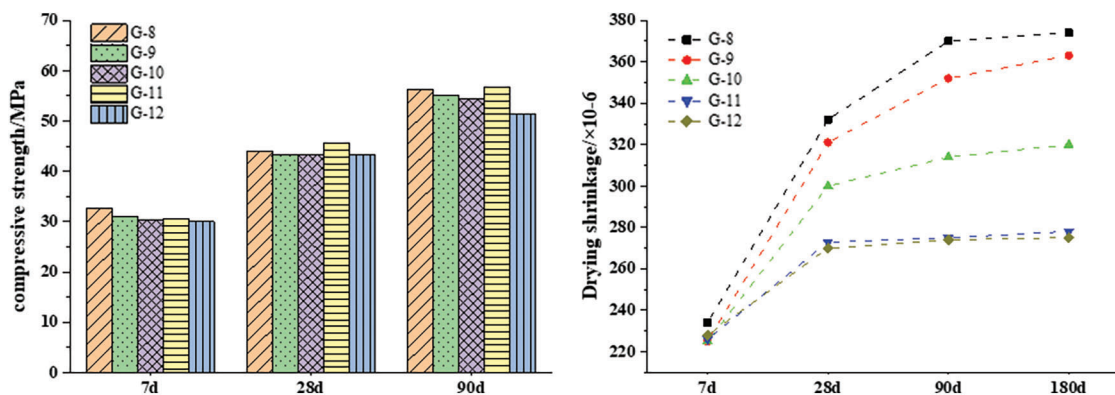 compressive strength/MPa
70
60
50
40
30
20
10
0
G-8
G-9
G-10
G-11
G-12
7d
28d
90d
Drying shrinkage/×10-6
380
360
340
320
300
280
260
240
220
G-8
G-9
G-10
G-11
G-12
7d
28d
90d
180d